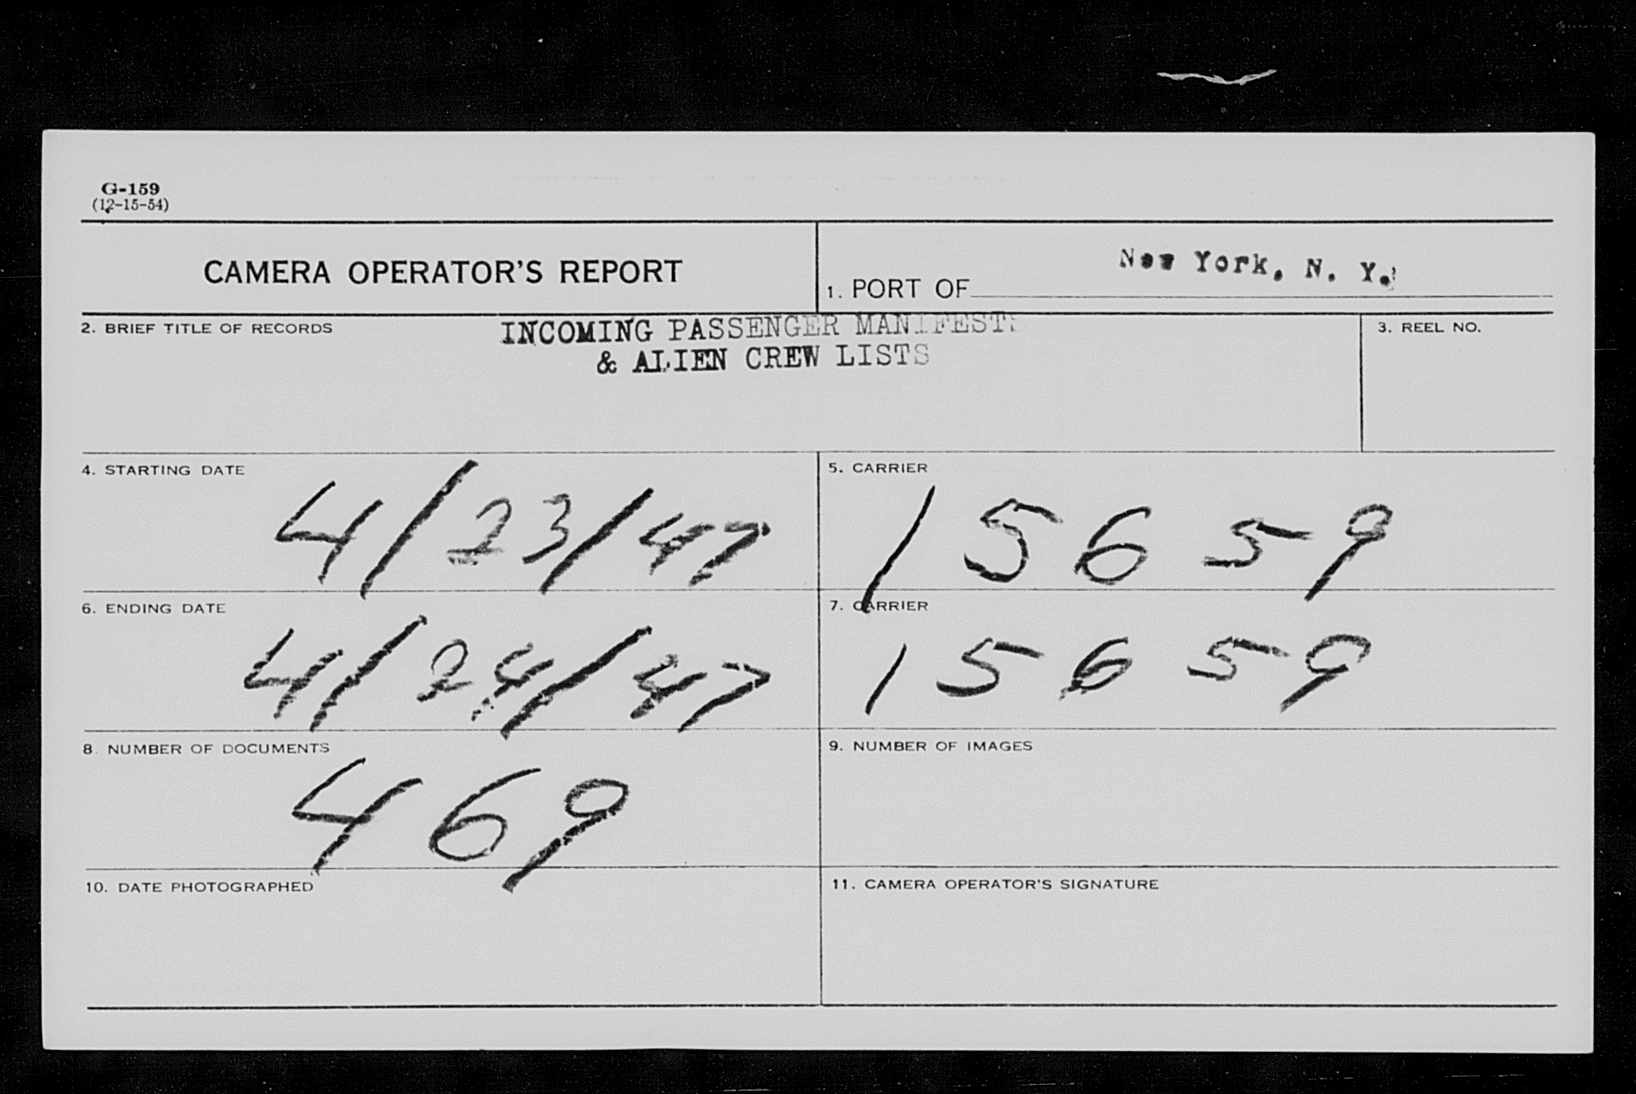 G-159
(12-15-54)
CAMERA OPERATOR'S REPORT
1. PORT OF New York, N. Y.
2. BRIEF TITLE OF RECORDS
INCOMING PASSENGER MANIFESTS
& ALIEN CREW LISTS
3. REEL NO.
4. STARTING DATE
4/23/47
5. CARRIER
15659
6. ENDING DATE
4/24/47
7. CARRIER
15659
8. NUMBER OF DOCUMENTS
469
9. NUMBER OF IMAGES
10. DATE PHOTOGRAPHED
11. CAMERA OPERATOR'S SIGNATURE